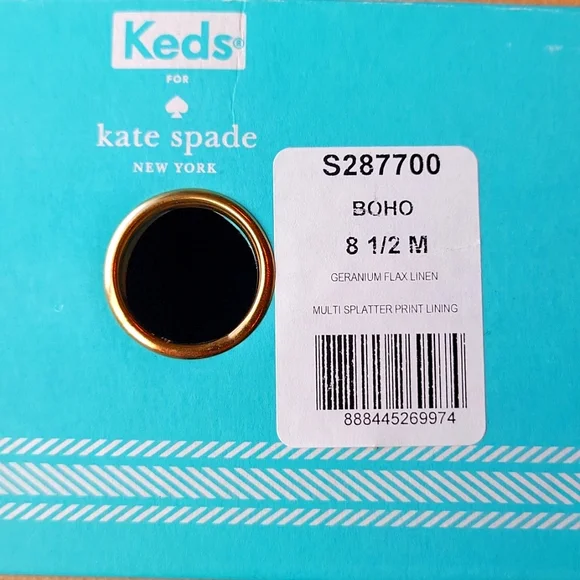 Keds®
FOR
kate spade
NEW YORK
S287700
BOHO
8 1/2 M
GERANIUM FLAX LINEN
MULTI SPLATTER PRINT LINING
888445269974